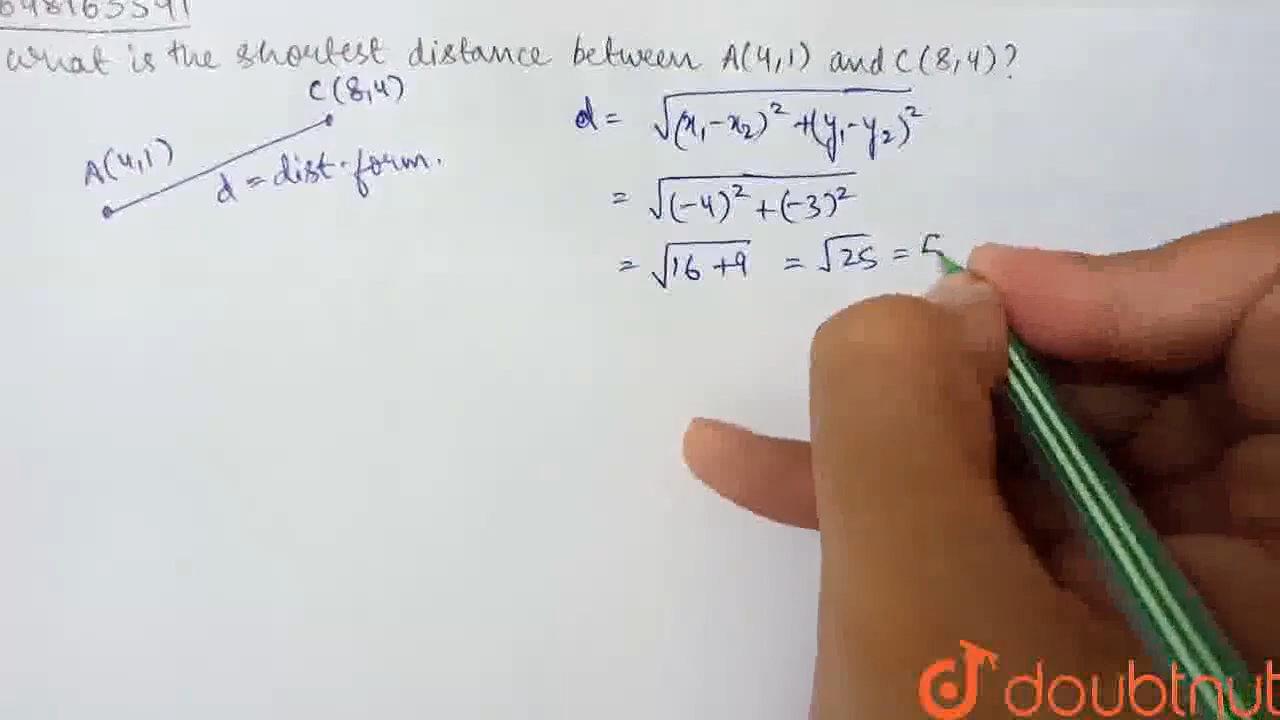 What is the shortest distance between A(4,1) and C(8,4)?
C(8,4)
A(4,1)
d = dist. form.
d = √(x₁-x₂)² + (y₁-y₂)²
= √(-4)² + (-3)²
= √16+9 = √25 = 5
doubtnut